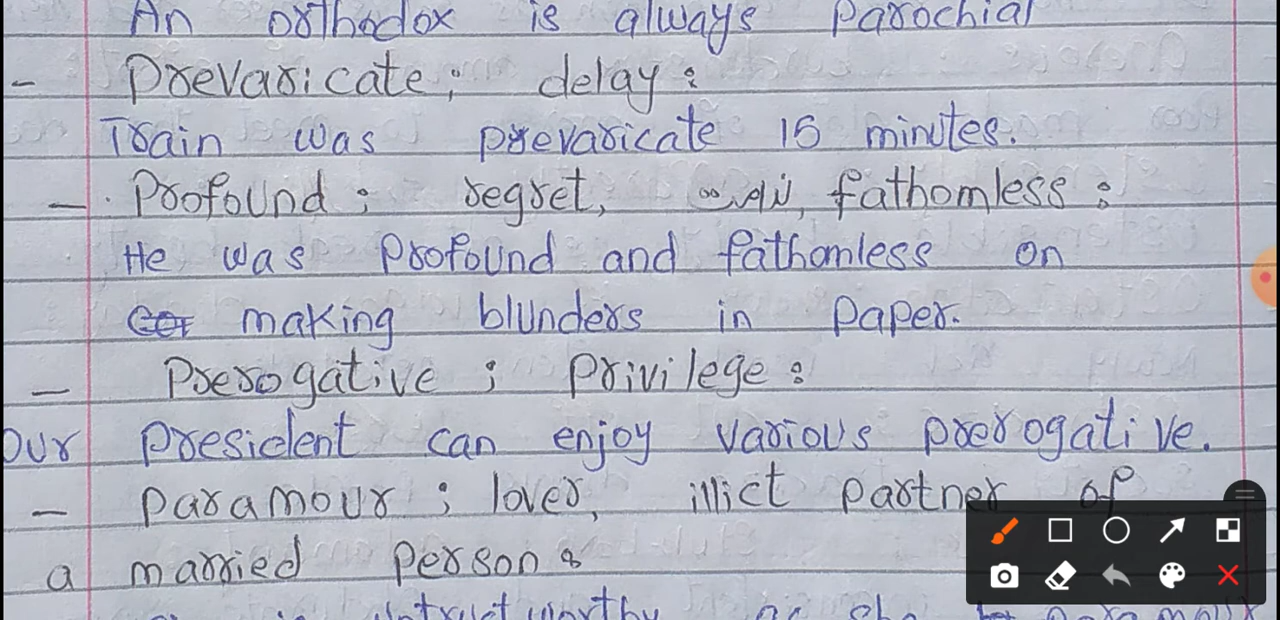 An orthodox is always parochial
- Prevaricate; delay:
Train was prevaricate 15 minutes.
- Profound; regret, fathomless:
He was profound and fathomless on
making blunders in paper.
- Prerogative; privilege:
our president can enjoy various prerogative.
- paramour; lover, illict partner of
a married person: